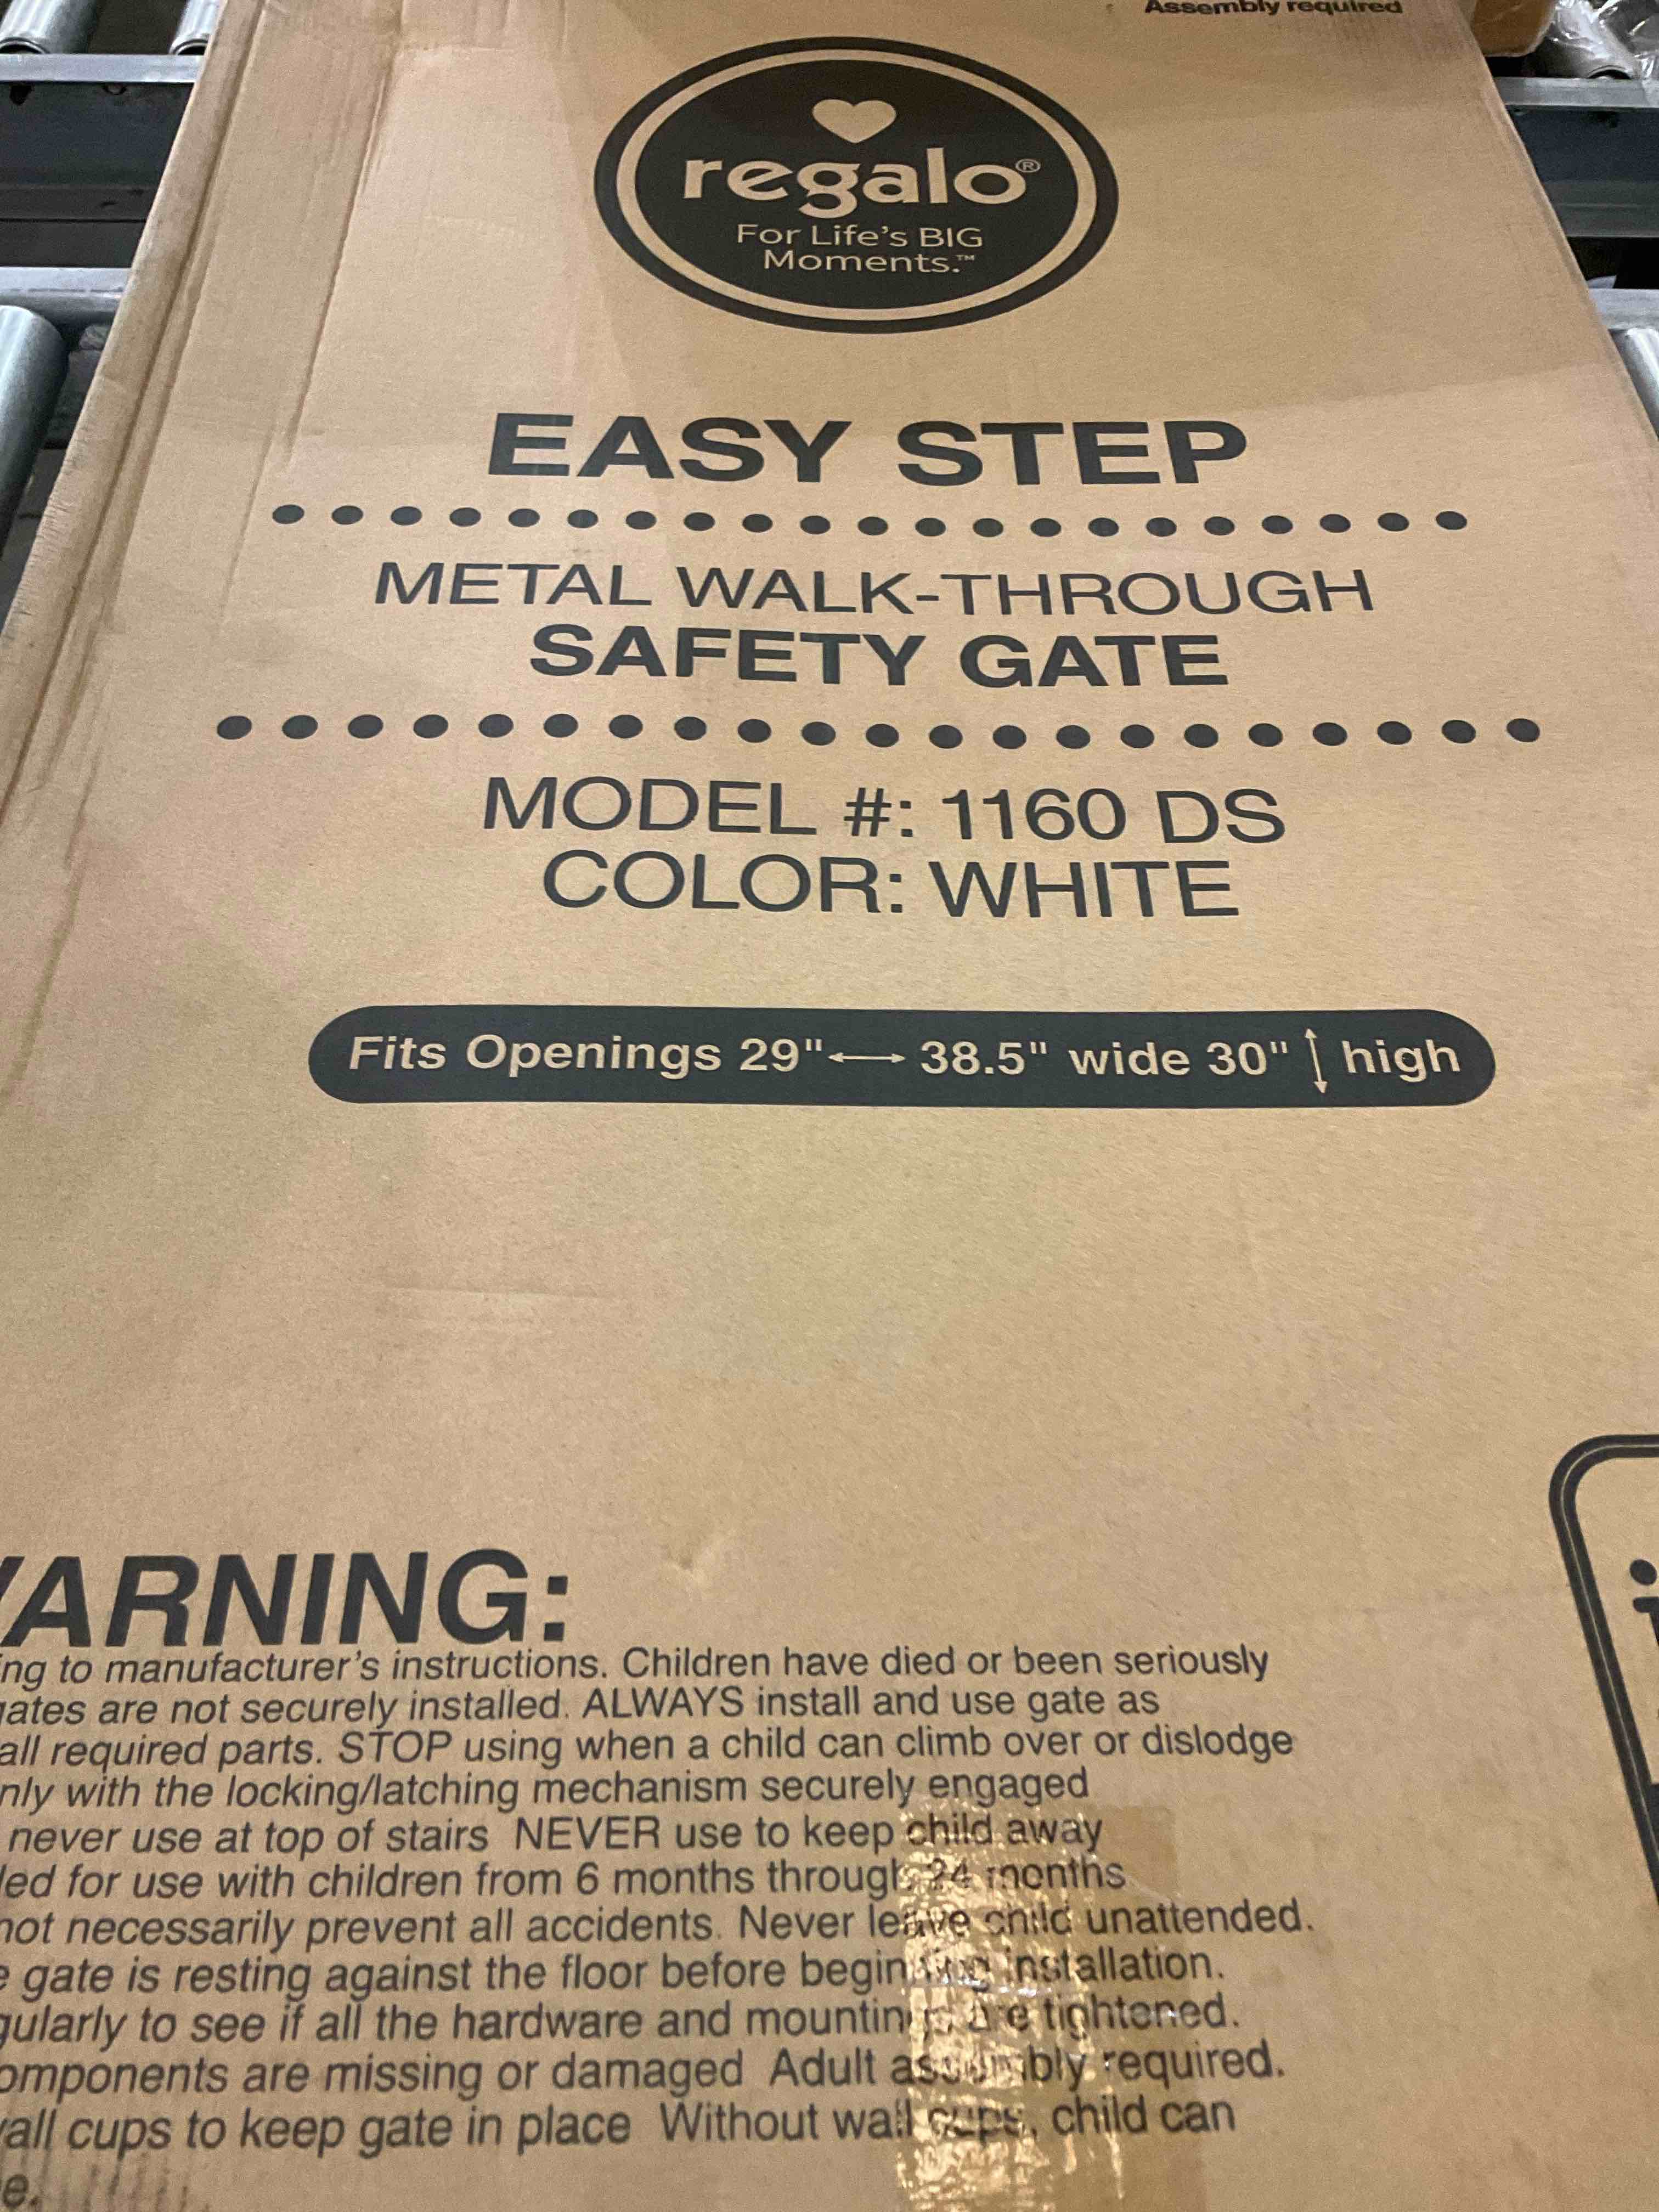 Assembly required
regalo®
For Life's BIG
Moments.™
EASY STEP
METAL WALK-THROUGH
SAFETY GATE
MODEL #: 1160 DS
COLOR: WHITE
Fits Openings 29"⟷ 38.5" wide 30"↕ high
ARNING:
ing to manufacturer's instructions. Children have died or been seriously
gates are not securely installed. ALWAYS install and use gate as
all required parts. STOP using when a child can climb over or dislodge
nly with the locking/latching mechanism securely engaged
never use at top of stairs NEVER use to keep child away
ed for use with children from 6 months through 24 months
not necessarily prevent all accidents. Never leave child unattended.
e gate is resting against the floor before beginning installation.
gularly to see if all the hardware and mountings are tightened.
omponents are missing or damaged Adult assembly required.
all cups to keep gate in place Without wall cups, child can
e.